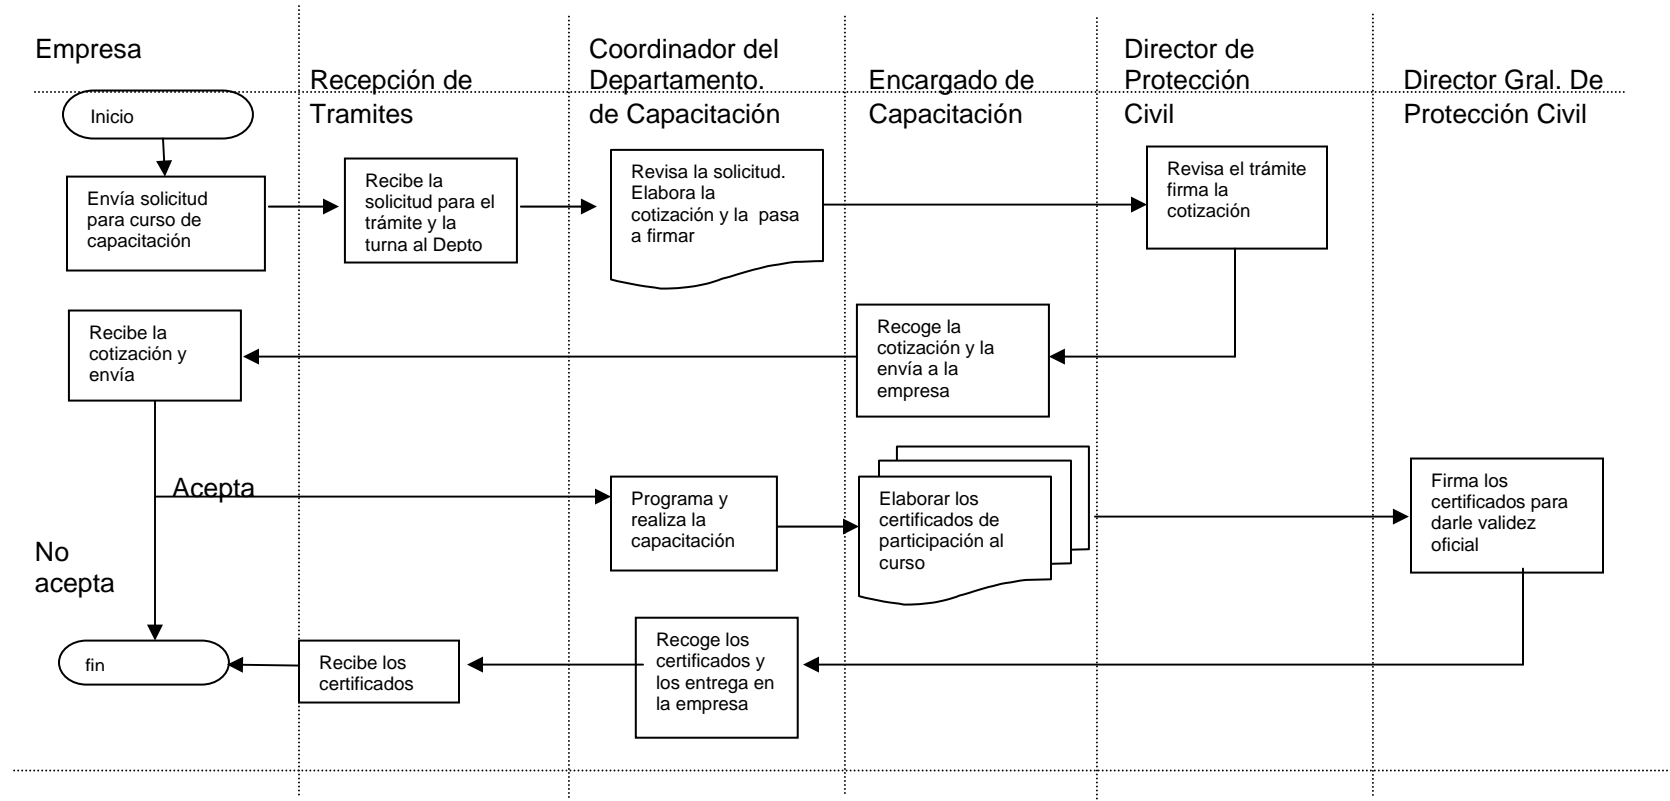 Empresa
Recepción de
Tramites
Coordinador del
Departamento.
de Capacitación
Encargado de
Capacitación
Director de
Protección
Civil
Director Gral. De
Protección Civil
Inicio
Envía solicitud
para curso de
capacitación
Recibe la
solicitud para el
trámite y la
turna al Depto
Revisa la solicitud.
Elabora la
cotización y la  pasa
a firmar
Revisa el trámite
firma la
cotización
Recibe la
cotización y
envía
Recoge la
cotización y la
envía a la
empresa
Acepta
No
acepta
Programa y
realiza la
capacitación
Elaborar los
certificados de
participación al
curso
Firma los
certificados para
darle validez
oficial
fin
Recibe los
certificados
Recoge los
certificados y
los entrega en
la empresa